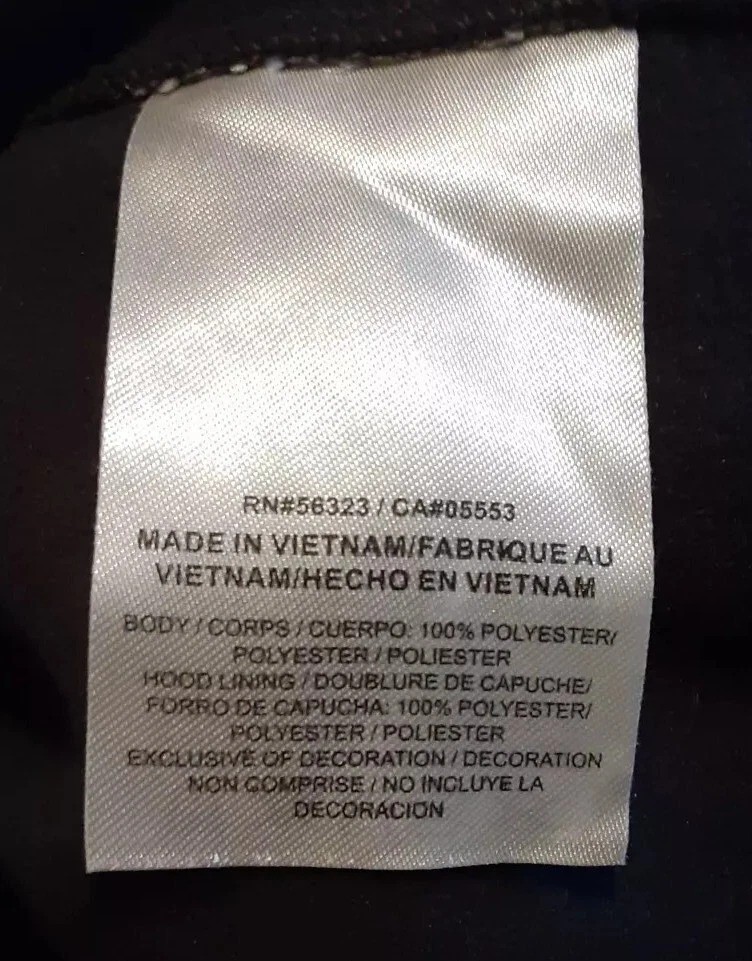 RN#56323 / CA#05553
MADE IN VIETNAM/FABRIQUE AU
VIETNAM/HECHO EN VIETNAM
BODY / CORPS / CUERPO: 100% POLYESTER/
POLYESTER / POLIESTER
HOOD LINING / DOUBLURE DE CAPUCHE/
FORRO DE CAPUCHA: 100% POLYESTER/
POLYESTER / POLIESTER
EXCLUSIVE OF DECORATION / DECORATION
NON COMPRISE / NO INCLUYE LA
DECORACION